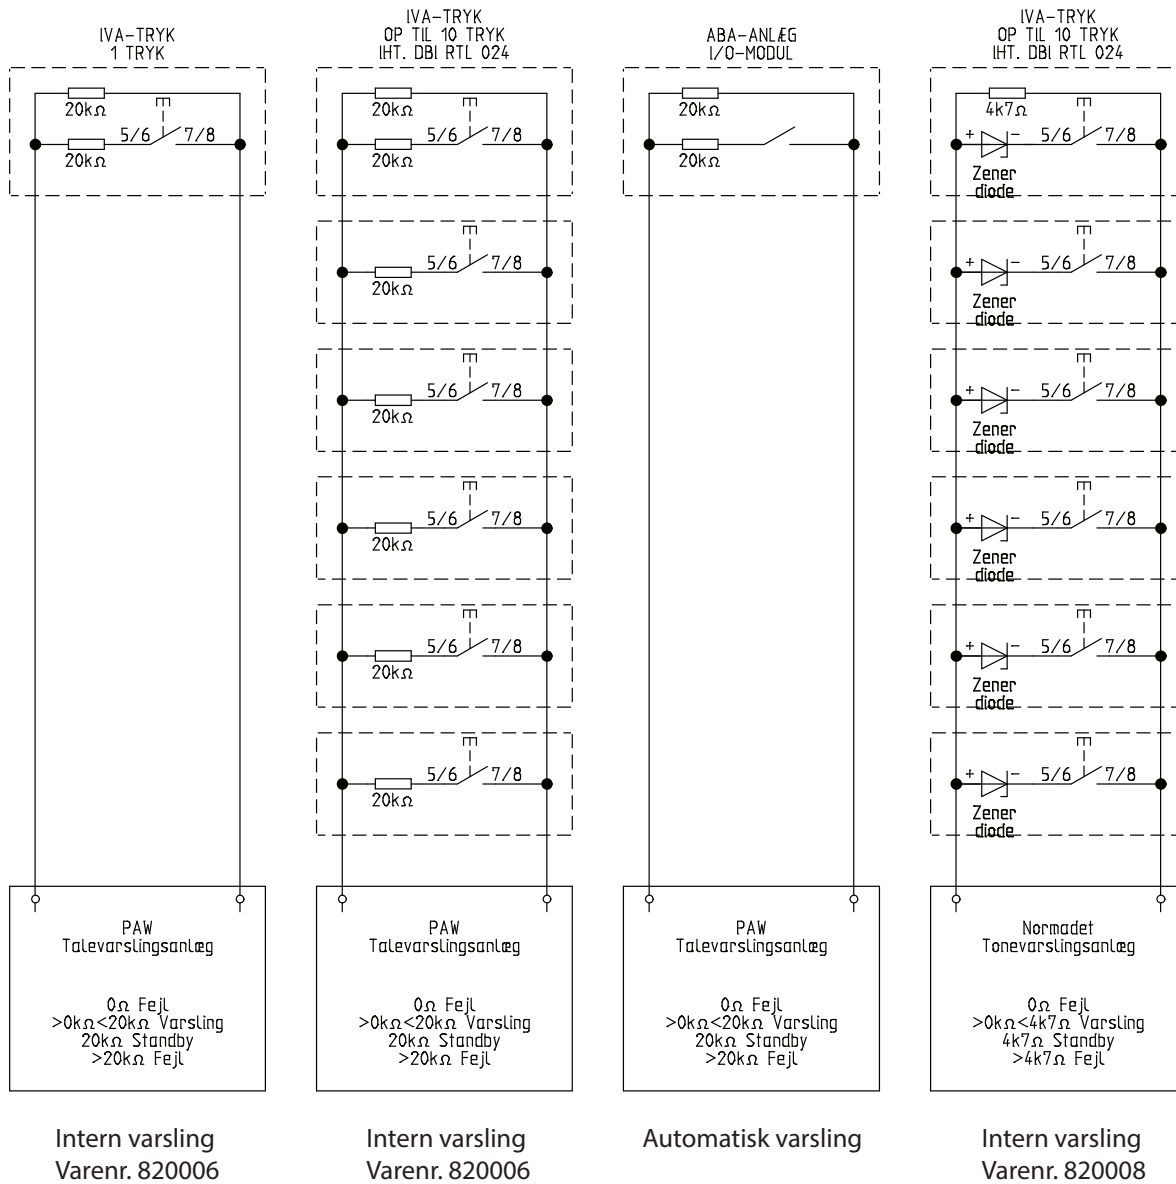 IVA-TRYK
1 TRYK
20kΩ
5/6 7/8
20kΩ
PAW
Talevarslingsanlæg
0Ω Fejl
>0kΩ<20kΩ Varsling
20kΩ Standby
>20kΩ Fejl
Intern varsling
Varenr. 820006
IVA-TRYK
OP TIL 10 TRYK
IHT. DBI RTL 024
20kΩ
5/6 7/8
20kΩ
5/6 7/8
20kΩ
5/6 7/8
20kΩ
5/6 7/8
20kΩ
5/6 7/8
20kΩ
5/6 7/8
20kΩ
PAW
Talevarslingsanlæg
0Ω Fejl
>0kΩ<20kΩ Varsling
20kΩ Standby
>20kΩ Fejl
Intern varsling
Varenr. 820006
ABA-ANLÆG
I/O-MODUL
20kΩ
20kΩ
PAW
Talevarslingsanlæg
0Ω Fejl
>0kΩ<20kΩ Varsling
20kΩ Standby
>20kΩ Fejl
Automatisk varsling
IVA-TRYK
OP TIL 10 TRYK
IHT. DBI RTL 024
4k7Ω
+ - 5/6 7/8
Zener
diode
+ - 5/6 7/8
Zener
diode
+ - 5/6 7/8
Zener
diode
+ - 5/6 7/8
Zener
diode
+ - 5/6 7/8
Zener
diode
+ - 5/6 7/8
Zener
diode
Normadet
Tonevarslingsanlæg
0Ω Fejl
>0kΩ<4k7Ω Varsling
4k7Ω Standby
>4k7Ω Fejl
Intern varsling
Varenr. 820008